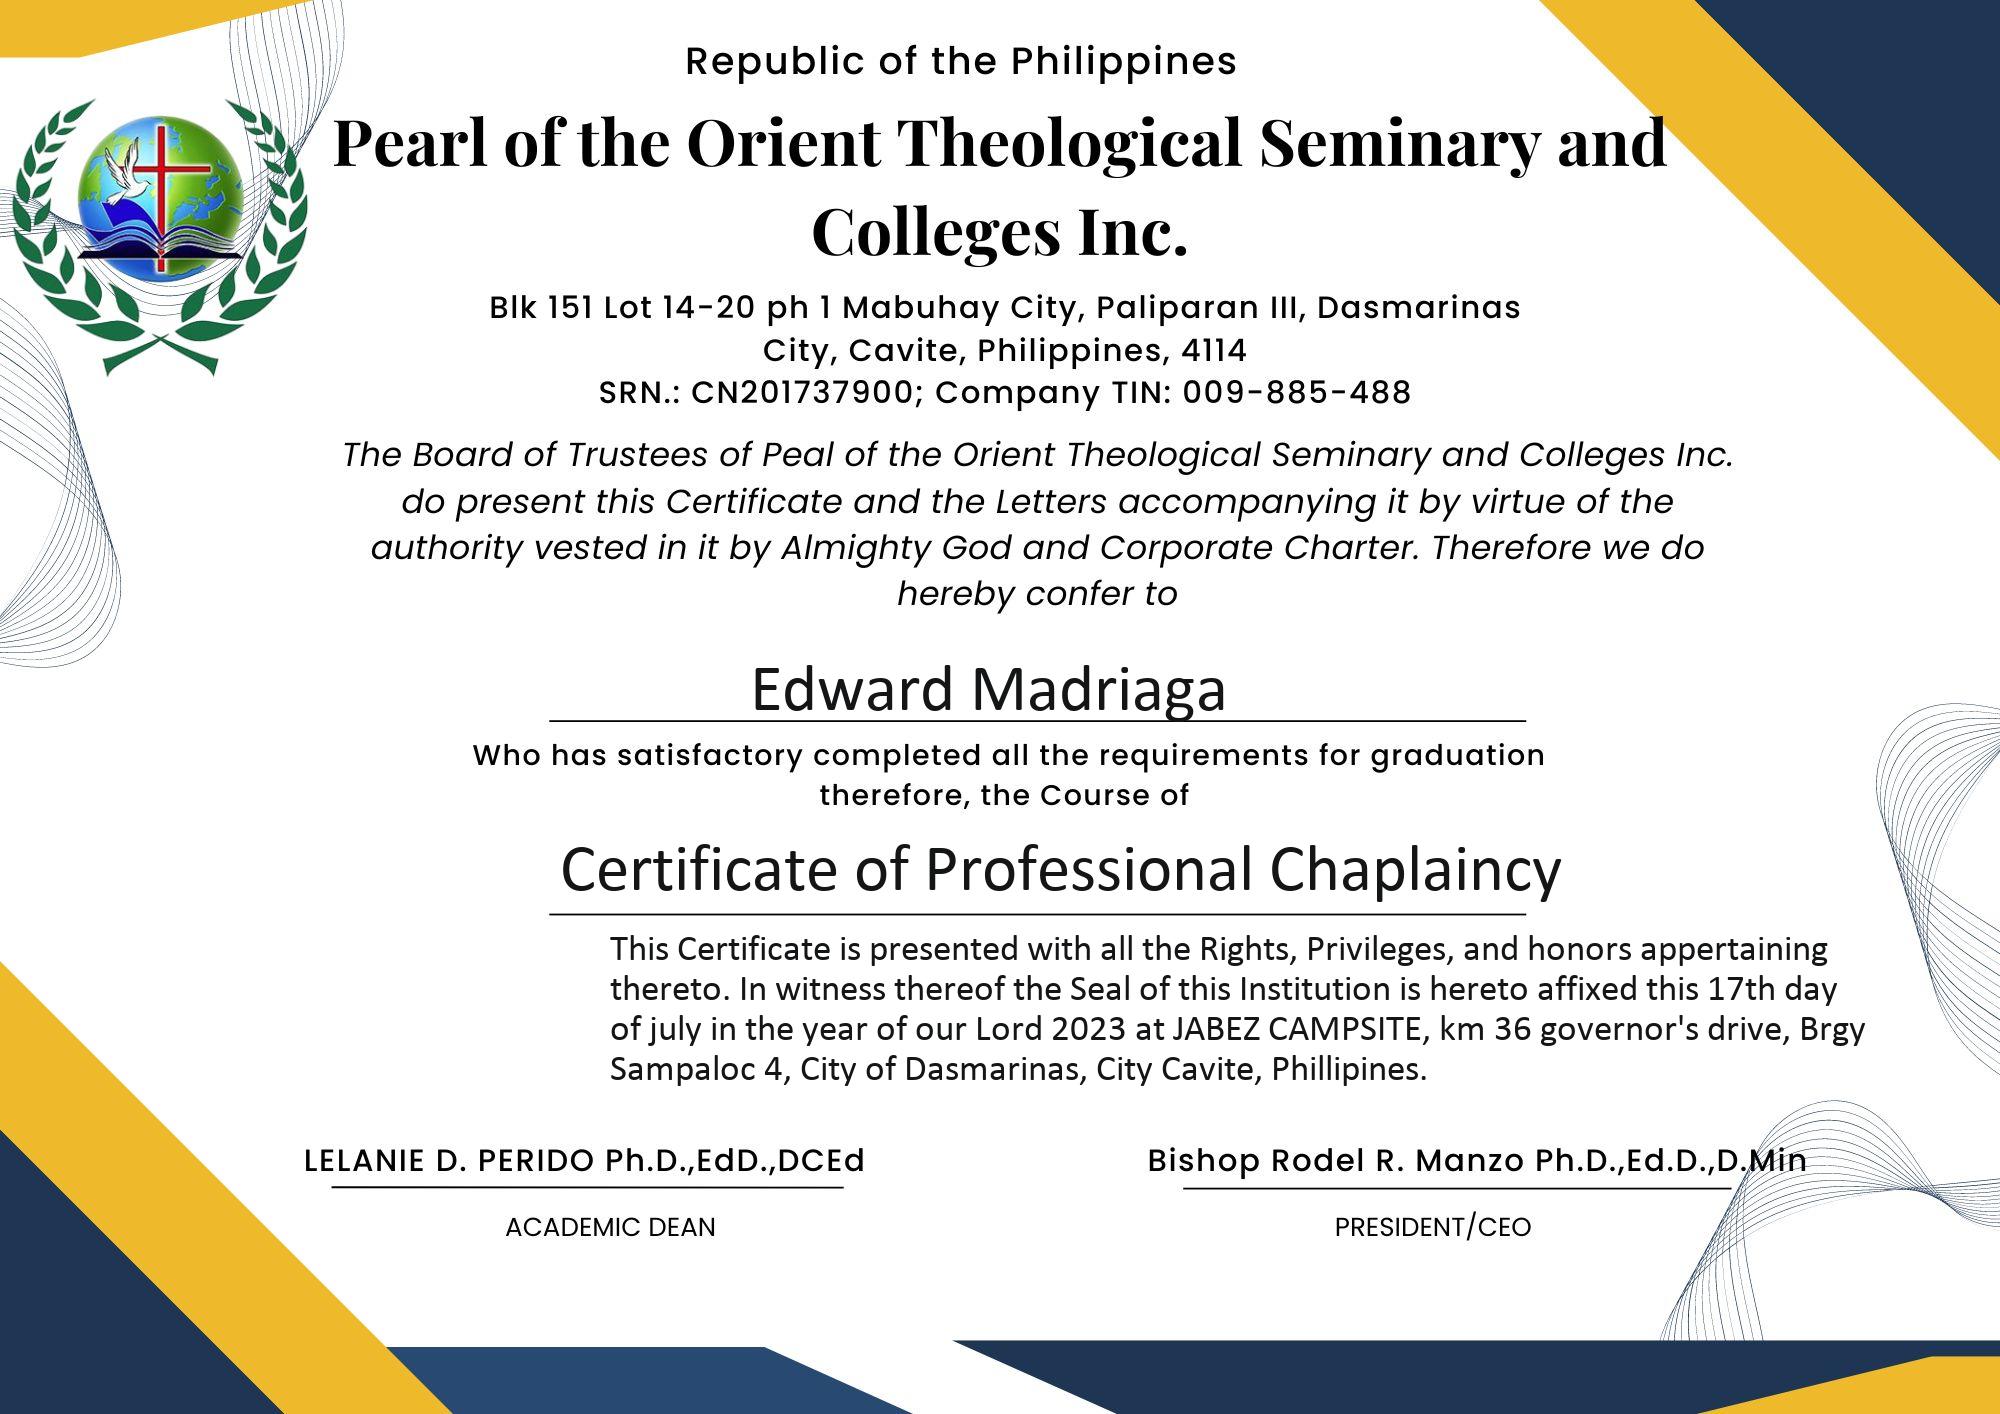 Republic of the Philippines
Pearl of the Orient Theological Seminary and
Colleges Inc.
Blk 151 Lot 14-20 ph 1 Mabuhay City, Paliparan III, Dasmarinas
City, Cavite, Philippines, 4114
SRN.: CN201737900; Company TIN: 009-885-488
The Board of Trustees of Peal of the Orient Theological Seminary and Colleges Inc.
do present this Certificate and the Letters accompanying it by virtue of the
authority vested in it by Almighty God and Corporate Charter. Therefore we do
hereby confer to
Edward Madriaga
Who has satisfactory completed all the requirements for graduation
therefore, the Course of
Certificate of Professional Chaplaincy
This Certificate is presented with all the Rights, Privileges, and honors appertaining
thereto. In witness thereof the Seal of this Institution is hereto affixed this 17th day
of july in the year of our Lord 2023 at JABEZ CAMPSITE, km 36 governor's drive, Brgy
Sampaloc 4, City of Dasmarinas, City Cavite, Phillipines.
LELANIE D. PERIDO Ph.D.,EdD.,DCEd
ACADEMIC DEAN
Bishop Rodel R. Manzo Ph.D.,Ed.D.,D.Min
PRESIDENT/CEO